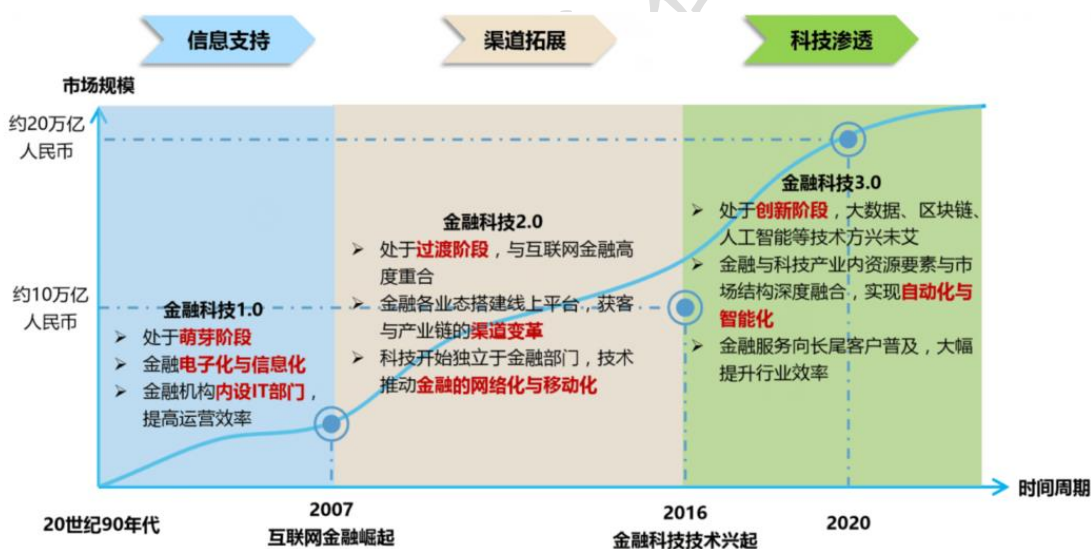 信息支持
渠道拓展
科技渗透
市场规模
约20万亿
人民币
约10万亿
人民币
金融科技1.0
➢ 处于萌芽阶段
➢ 金融电子化与信息化
➢ 金融机构内设IT部门，
提高运营效率
金融科技2.0
➢ 处于过渡阶段，与互联网金融高
度重合
➢ 金融各业态搭建线上平台，获客
与产业链的渠道变革
➢ 科技开始独立于金融部门，技术
推动金融的网络化与移动化
金融科技3.0
➢ 处于创新阶段，大数据、区块链、
人工智能等技术方兴未艾
➢ 金融与科技产业内资源要素与市
场结构深度融合，实现自动化与
智能化
➢ 金融服务向长尾客户普及，大幅
提升行业效率
时间周期
20世纪90年代
2007
互联网金融崛起
2016
金融科技技术兴起
2020